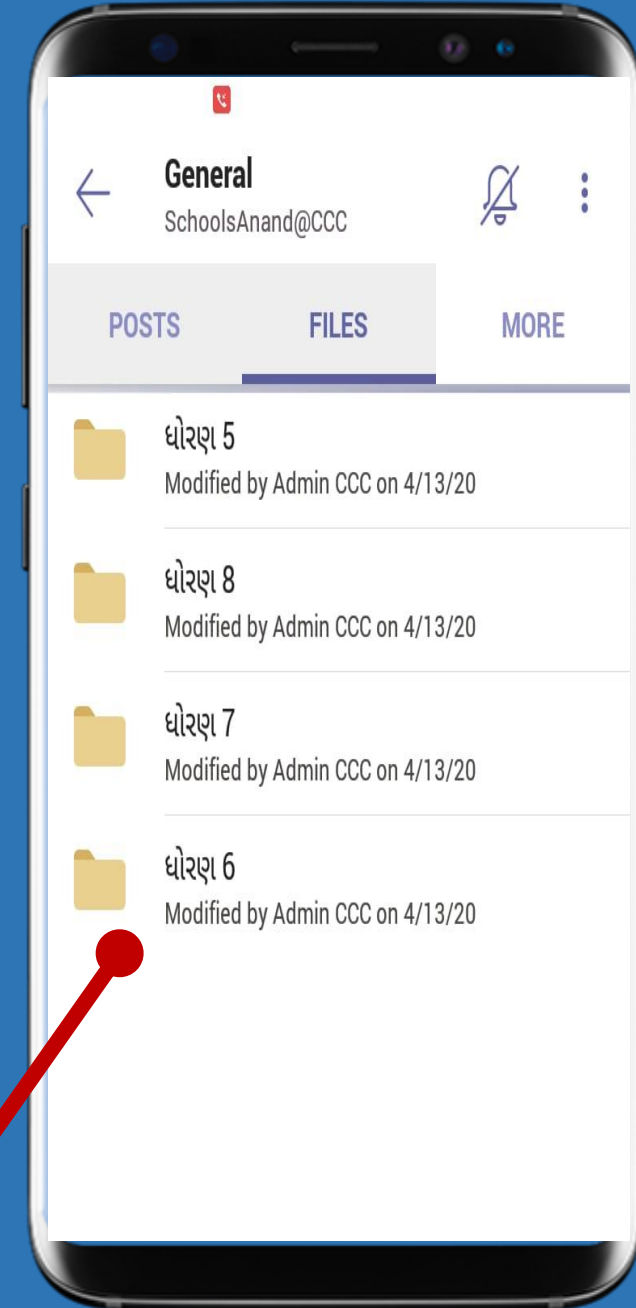 General
SchoolsAnand@CCC
POSTS FILES MORE
ધોરણ 5
Modified by Admin CCC on 4/13/20
ધોરણ 8
Modified by Admin CCC on 4/13/20
ધોરણ 7
Modified by Admin CCC on 4/13/20
ધોરણ 6
Modified by Admin CCC on 4/13/20